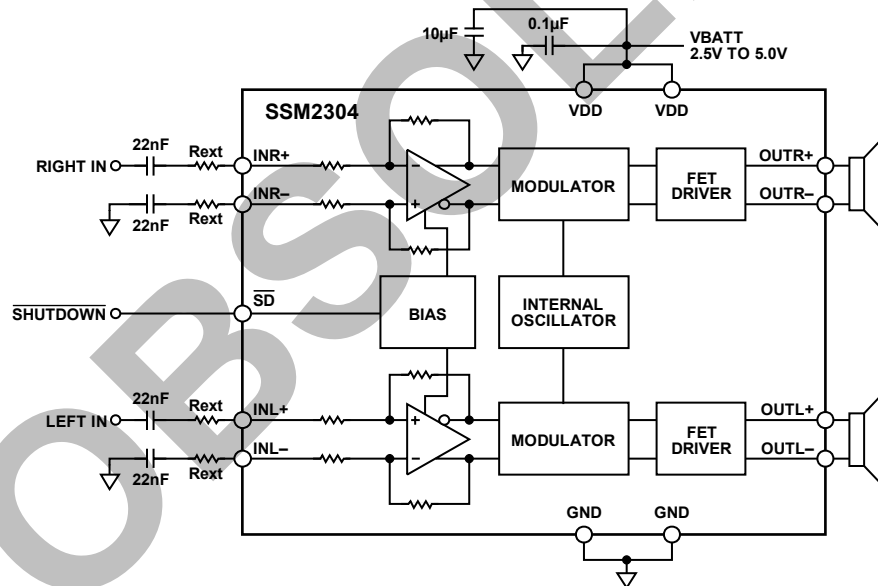 10µF
0.1µF
VBATT
2.5V TO 5.0V
VDD
VDD
SSM2304
22nF
Rext
RIGHT IN
INR+
INR–
22nF
Rext
MODULATOR
FET
DRIVER
OUTR+
OUTR–
SHUTDOWN
SD
BIAS
INTERNAL
OSCILLATOR
22nF
Rext
LEFT IN
INL+
INL–
22nF
Rext
MODULATOR
FET
DRIVER
OUTL+
OUTL–
GND
GND
OBSOL